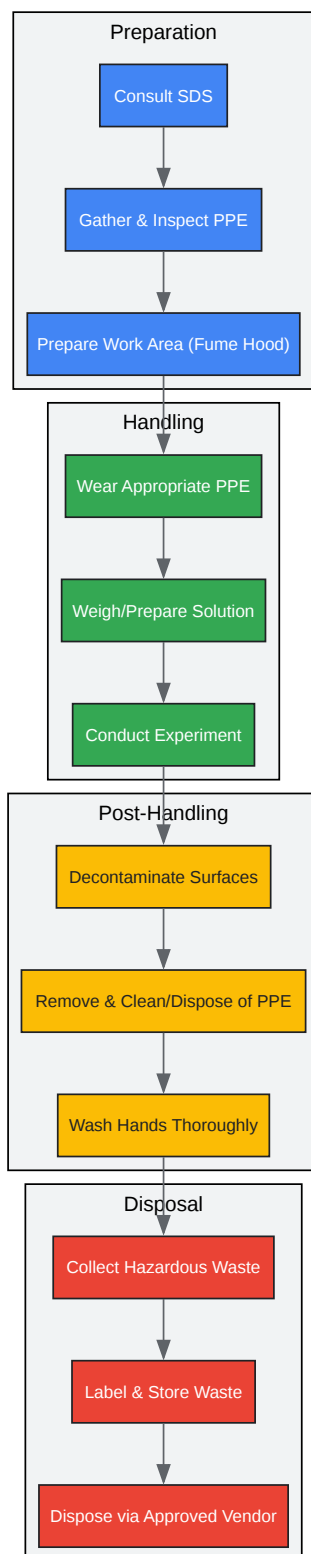 Preparation
Consult SDS
Gather & Inspect PPE
Prepare Work Area (Fume Hood)
Handling
Wear Appropriate PPE
Weigh/Prepare Solution
Conduct Experiment
Post-Handling
Decontaminate Surfaces
Remove & Clean/Dispose of PPE
Wash Hands Thoroughly
Disposal
Collect Hazardous Waste
Label & Store Waste
Dispose via Approved Vendor